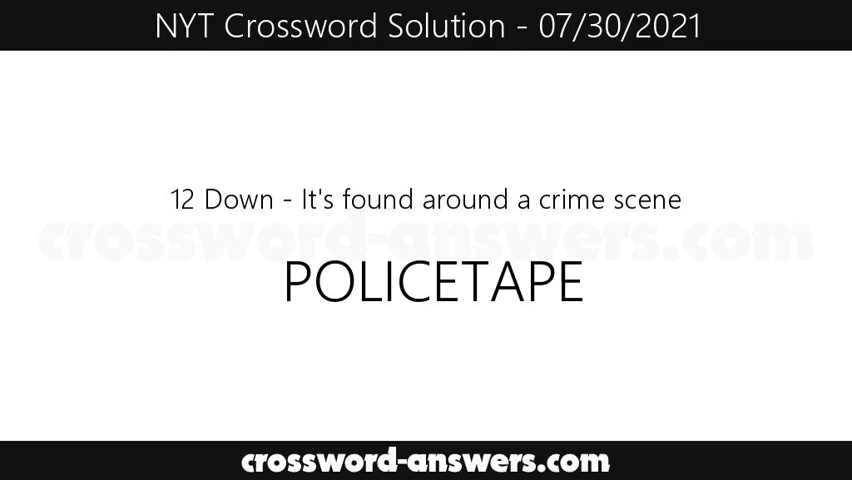 NYT Crossword Solution - 07/30/2021
12 Down - It's found around a crime scene
crossword-answers.com
POLICETAPE
crossword-answers.com